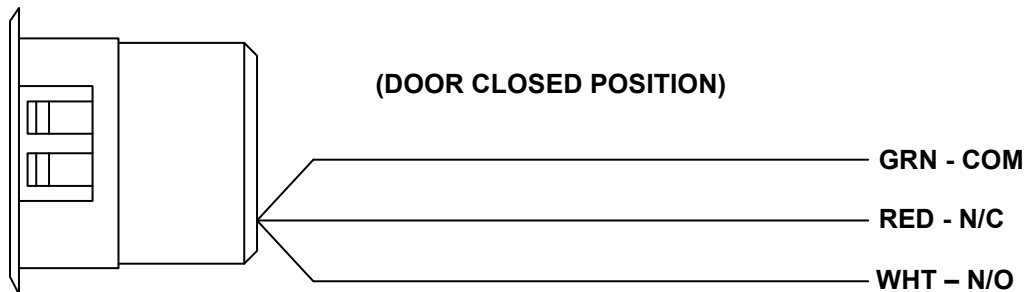 (DOOR CLOSED POSITION)
GRN - COM
RED - N/C
WHT – N/O